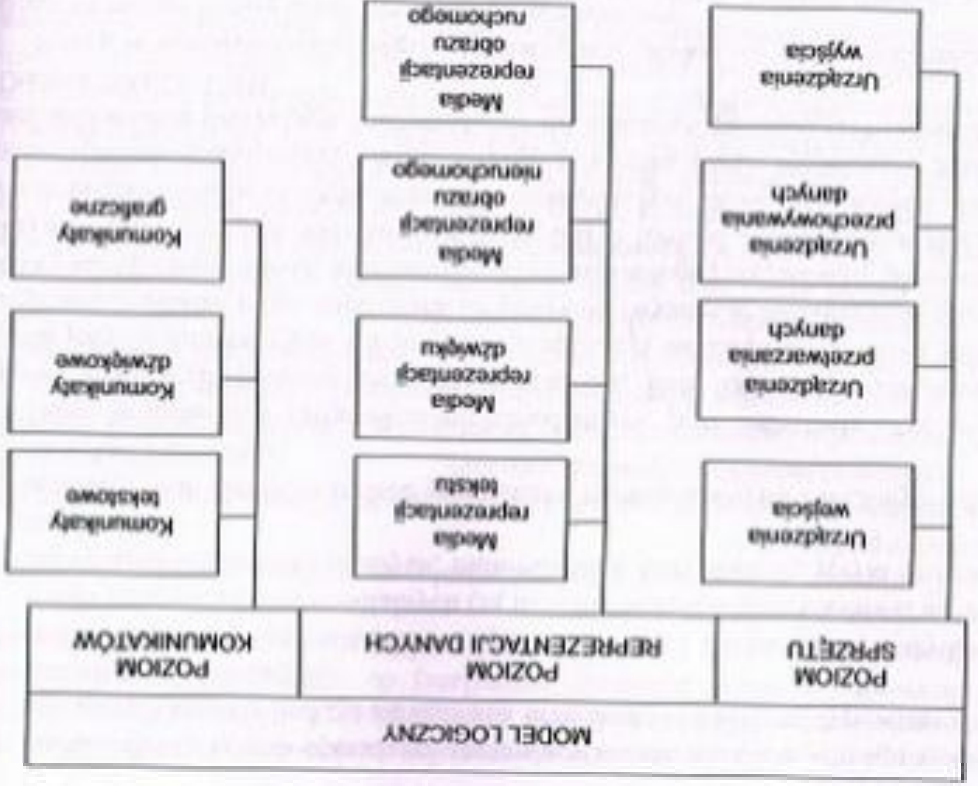 MODEL LOGICZNY
POZIOM
SPRZĘTU
POZIOM
REPREZENTACJI DANYCH
POZIOM
KOMUNIKATÓW
Urządzenia
wejścia
Urządzenia
przetwarzania
danych
Urządzenia
przechowywania
danych
Urządzenia
wyjścia
Media
reprezentacji
tekstu
Media
reprezentacji
dźwięku
Media
reprezentacji
obrazu
nieruchomego
Media
reprezentacji
obrazu
ruchomego
Komunikaty
tekstowe
Komunikaty
dźwiękowe
Komunikaty
graficzne